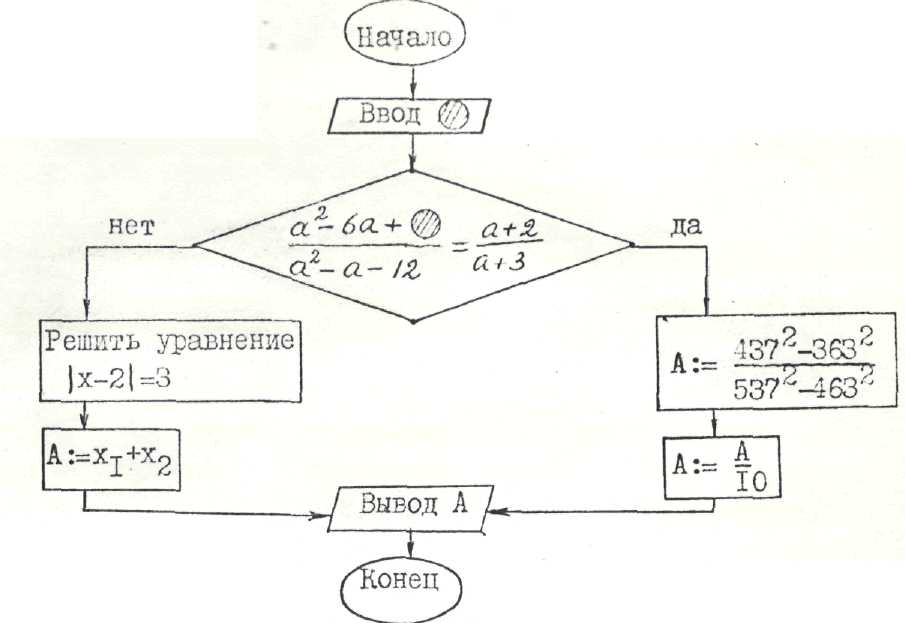 Начало
Ввод
нет
да
a² - 6a +
a² - a - 12
=
a + 2
a + 3
Решить уравнение
|x-2|=3
A:= 437²-363²
537²-463²
A:=x₁+x₂
A:= A
I0
Вывод A
Конец